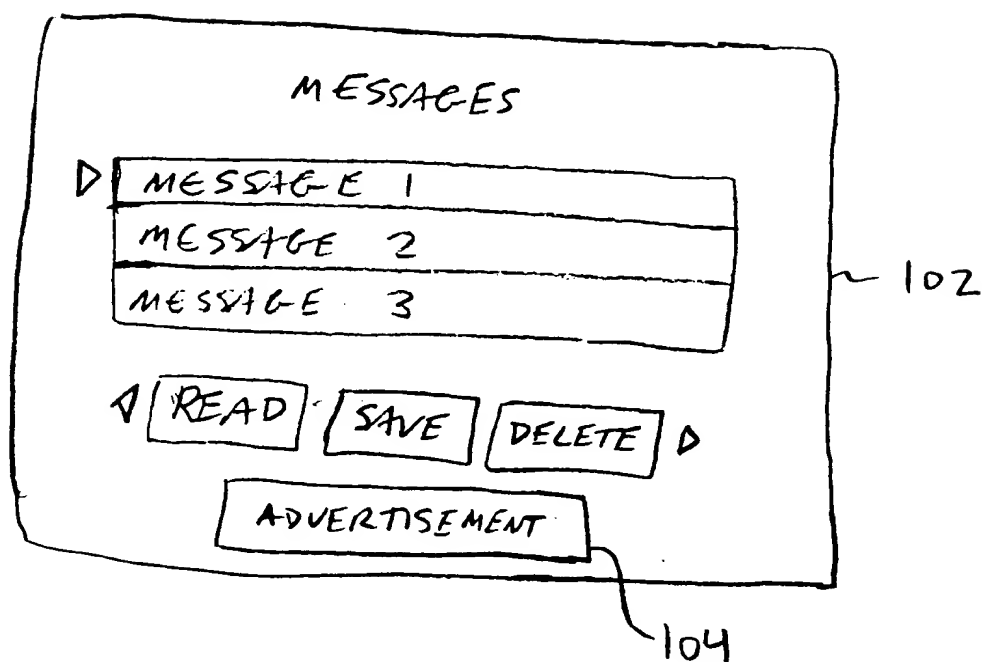 MESSAGES
MESSAGE 1
MESSAGE 2
MESSAGE 3
102
READ SAVE DELETE
ADVERTISEMENT
104